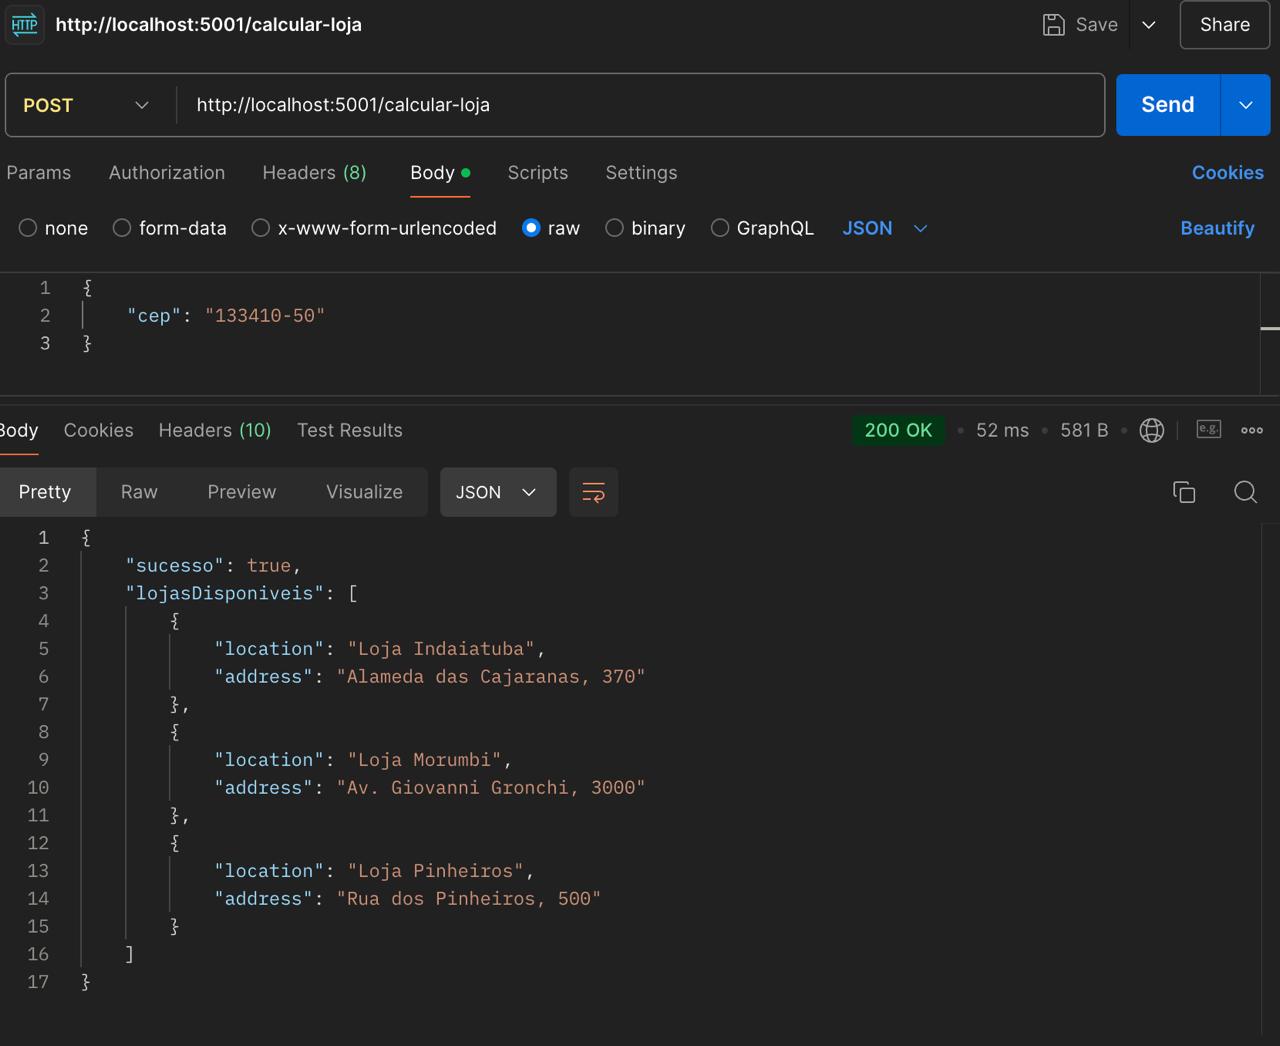 HTTP http://localhost:5001/calcular-loja Save Share
POST http://localhost:5001/calcular-loja Send
Params Authorization Headers (8) Body Scripts Settings Cookies
none form-data x-www-form-urlencoded raw binary GraphQL JSON Beautify
1 {
2 "cep": "133410-50"
3 }
Body Cookies Headers (10) Test Results 200 OK • 52 ms • 581 B • e.g.
Pretty Raw Preview Visualize JSON
1 {
2 "sucesso": true,
3 "lojasDisponiveis": [
4 {
5 "location": "Loja Indaiatuba",
6 "address": "Alameda das Cajaranas, 370"
7 },
8 {
9 "location": "Loja Morumbi",
10 "address": "Av. Giovanni Gronchi, 3000"
11 },
12 {
13 "location": "Loja Pinheiros",
14 "address": "Rua dos Pinheiros, 500"
15 }
16 ]
17 }